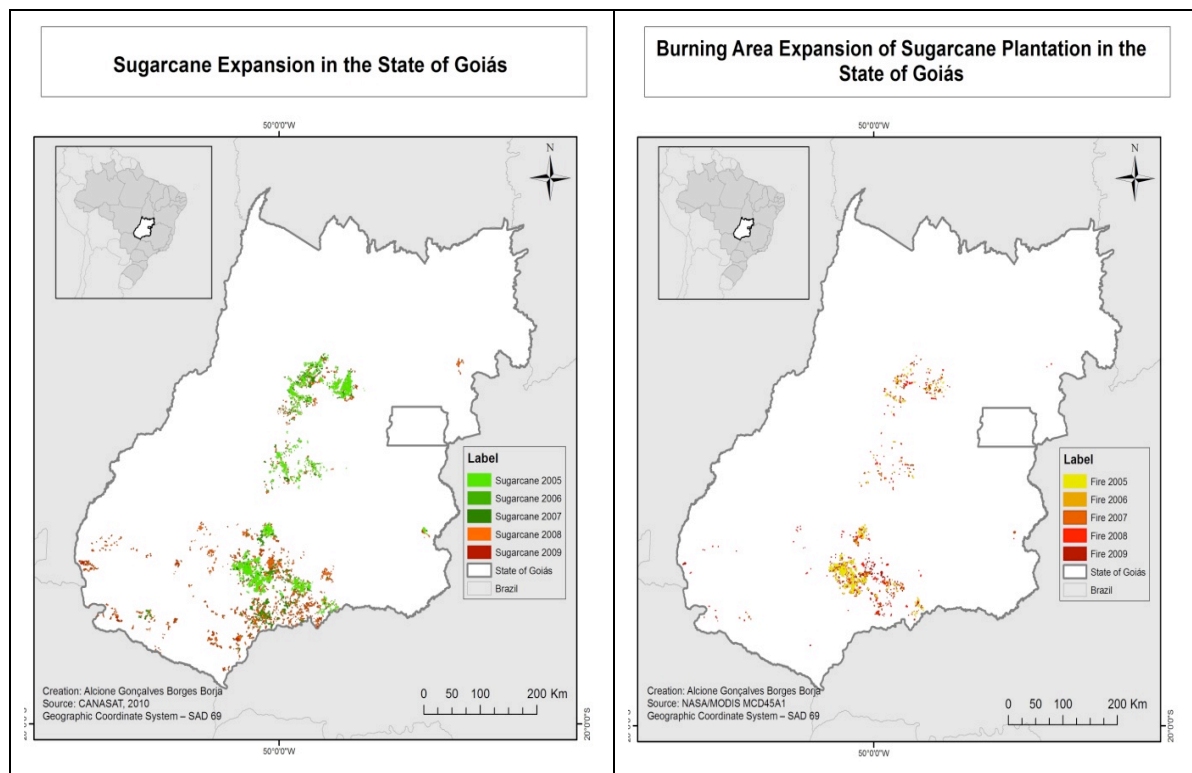 Sugarcane Expansion in the State of Goiás
50°0'0"W
N
Label
Sugarcane 2005
Sugarcane 2006
Sugarcane 2007
Sugarcane 2008
Sugarcane 2009
State of Goiás
Brazil
Creation: Alcione Gonçalves Borges Borja
Source: CANASAT, 2010
Geographic Coordinate System – SAD 69
0 50 100 200 Km
50°0'0"W
Burning Area Expansion of Sugarcane Plantation in the
State of Goiás
50°0'0"W
N
Label
Fire 2005
Fire 2006
Fire 2007
Fire 2008
Fire 2009
State of Goiás
Brazil
Creation: Alcione Gonçalves Borges Borja
Source: NASA/MODIS MCD45A1
Geographic Coordinate System – SAD 69
0 50 100 200 Km
20°0'0"S
50°0'0"W